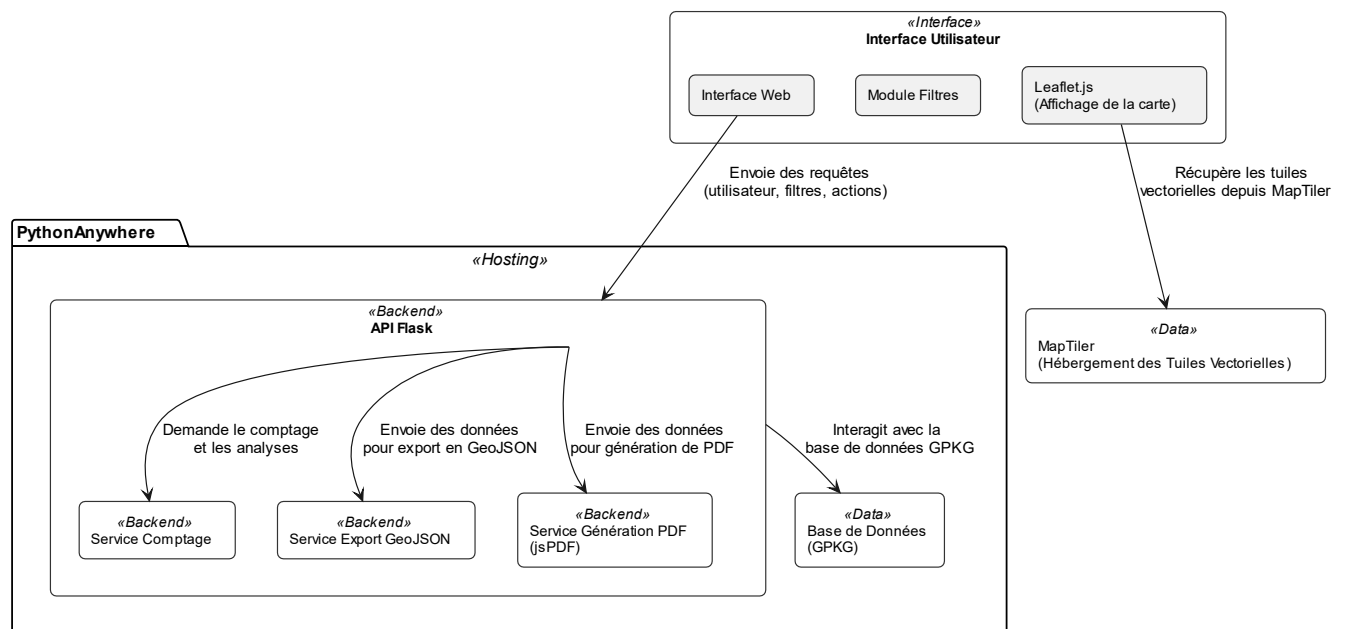 «Interface»
Interface Utilisateur
Interface Web
Module Filtres
Leaflet.js
(Affichage de la carte)
Envoie des requêtes
(utilisateur, filtres, actions)
Récupère les tuiles
vectorielles depuis MapTiler
PythonAnywhere
«Hosting»
«Backend»
API Flask
«Data»
MapTiler
(Hébergement des Tuiles Vectorielles)
Demande le comptage
et les analyses
Envoie des données
pour export en GeoJSON
Envoie des données
pour génération de PDF
Interagit avec la
base de données GPKG
«Backend»
Service Comptage
«Backend»
Service Export GeoJSON
«Backend»
Service Génération PDF
(jsPDF)
«Data»
Base de Données
(GPKG)